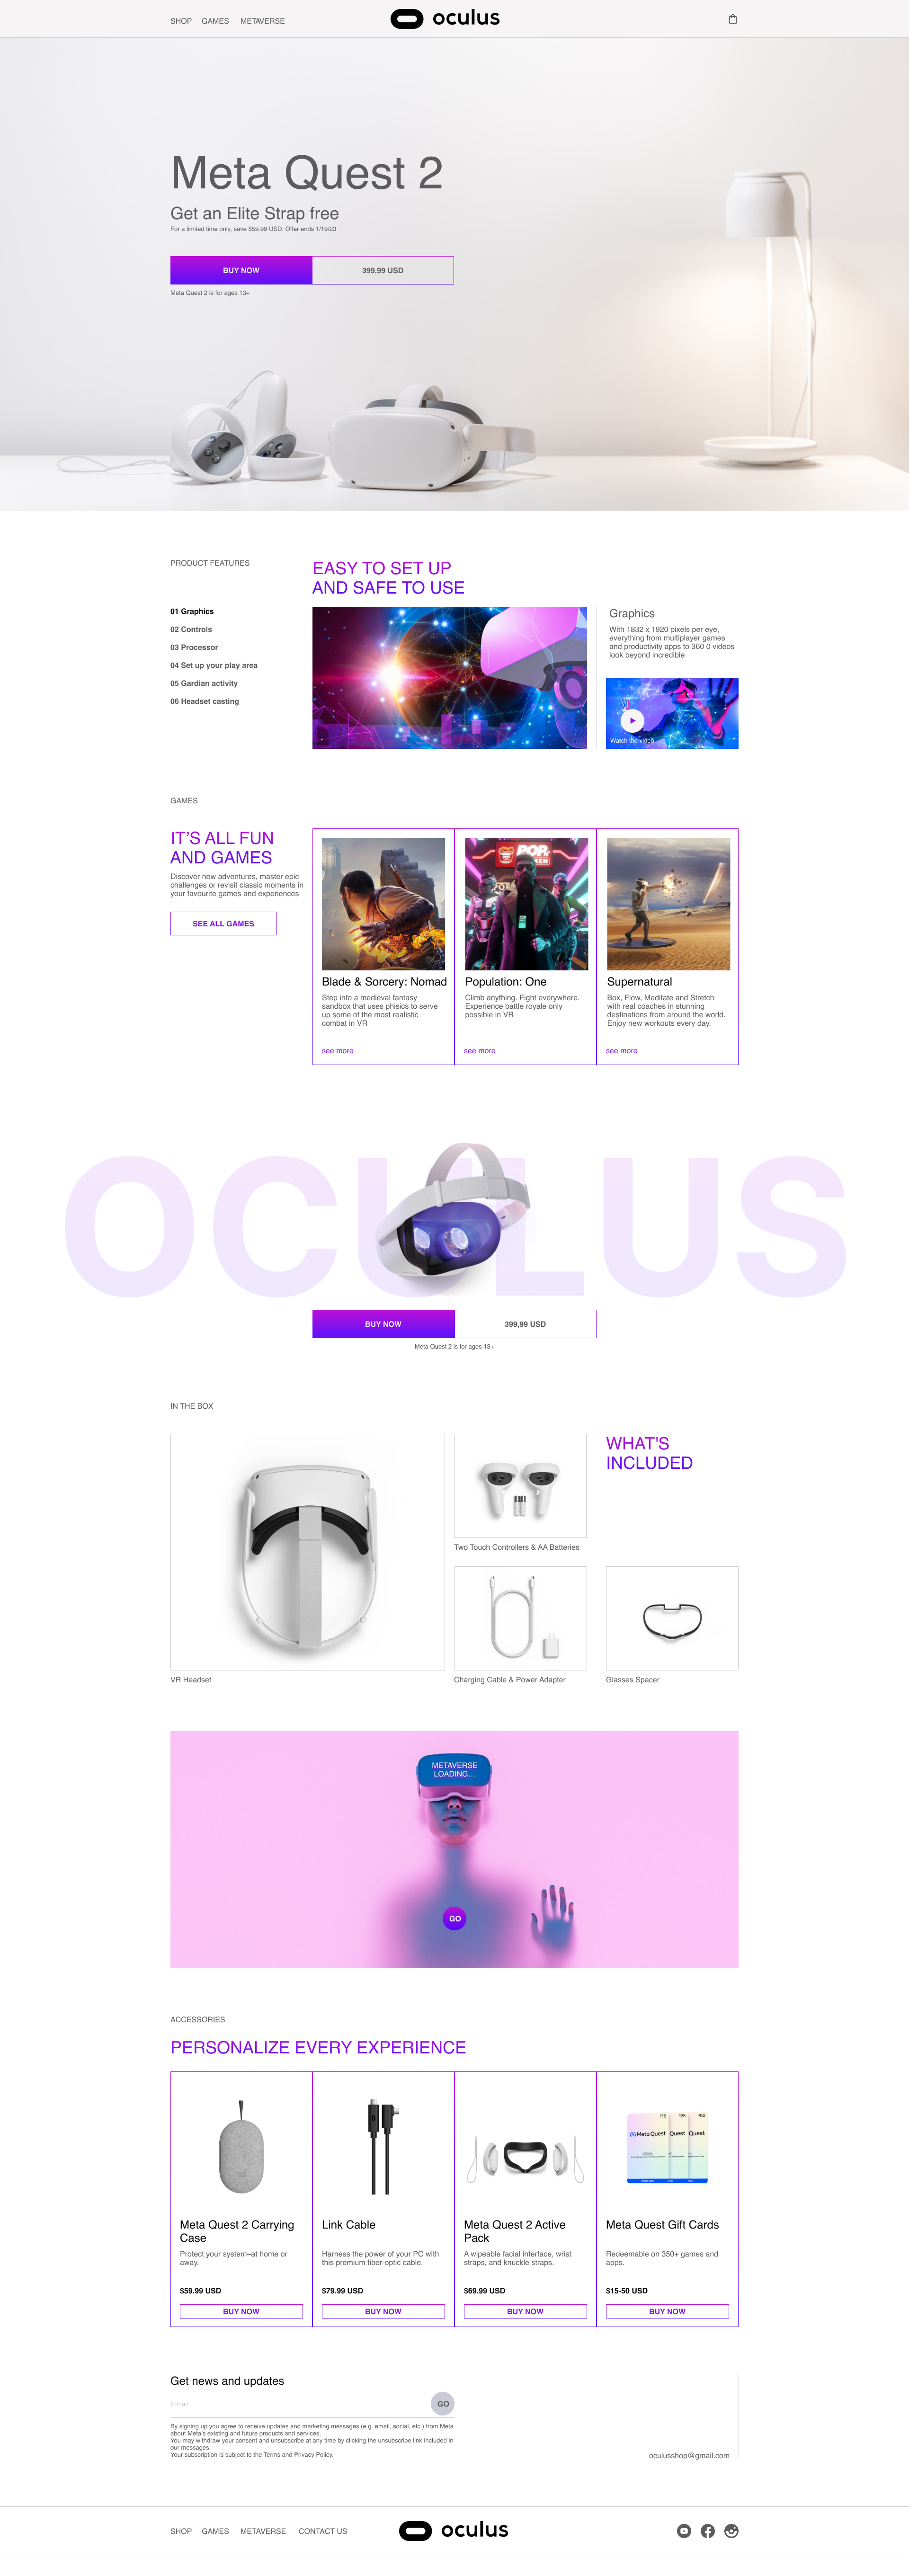 SHOP GAMES METAVERSE
oculus
Meta Quest 2
Get an Elite Strap free
For a limited time only, save $59.99 USD. Offer ends 1/19/23
BUY NOW 399,99 USD
Meta Quest 2 is for ages 13+
PRODUCT FEATURES
01 Graphics
02 Controls
03 Processor
04 Set up your play area
05 Gardian activity
06 Headset casting
EASY TO SET UP
AND SAFE TO USE
Graphics
With 1832 x 1920 pixels per eye,
everything from multiplayer games
and productivity apps to 360 0 videos
look beyond incredible
Watch the video
GAMES
IT'S ALL FUN
AND GAMES
Discover new adventures, master epic
challenges or revisit classic moments in
your favourite games and experiences
SEE ALL GAMES
Blade & Sorcery: Nomad
Step into a medieval fantasy
sandbox that uses phisics to serve
up some of the most realistic
combat in VR
see more
Population: One
Climb anything. Fight everywhere.
Experience battle royale only
possible in VR
see more
Supernatural
Box, Flow, Meditate and Stretch
with real coaches in stunning
destinations from around the world.
Enjoy new workouts every day.
see more
OCULUS
BUY NOW 399,99 USD
Meta Quest 2 is for ages 13+
IN THE BOX
WHAT'S
INCLUDED
Two Touch Controllers & AA Batteries
VR Headset
Charging Cable & Power Adapter
Glasses Spacer
METAVERSE
LOADING...
GO
ACCESSORIES
PERSONALIZE EVERY EXPERIENCE
Meta Quest 2 Carrying
Case
Protect your system–at home or
away.
$59.99 USD
BUY NOW
Link Cable
Harness the power of your PC with
this premium fiber-optic cable.
$79.99 USD
BUY NOW
Meta Quest 2 Active
Pack
A wipeable facial interface, wrist
straps, and knuckle straps.
$69.99 USD
BUY NOW
$15 $25 $50
Meta Quest Quest Quest
Meta Quest Gift Cards
Redeemable on 350+ games and
apps.
$15-50 USD
BUY NOW
Get news and updates
E-mail
GO
By signing up you agree to receive updates and marketing messages (e.g. email, social, etc.) from Meta
about Meta's existing and future products and services.
You may withdraw your consent and unsubscribe at any time by clicking the unsubscribe link included in
our messages.
Your subscription is subject to the Terms and Privacy Policy.
oculusshop@gmail.com
SHOP GAMES METAVERSE CONTACT US
oculus